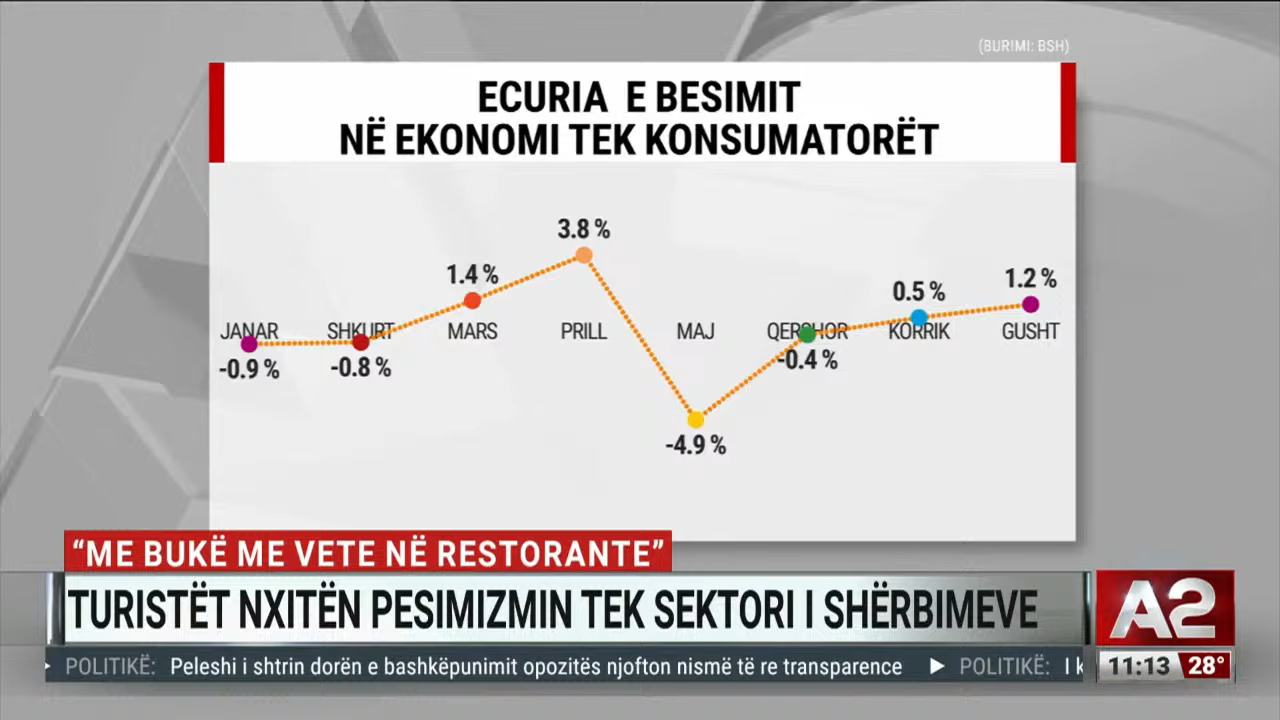 (BURIMI: BSH)
ECURIA E BESIMIT
NË EKONOMI TEK KONSUMATORËT
3.8 %
1.4 %
1.2 %
0.5 %
JANAR SHKURT MARS PRILL MAJ QERSHOR KORRIK GUSHT
-0.9 %
-0.8 %
-0.4 %
-4.9 %
“ME BUKË ME VETE NË RESTORANTE”
TURISTËT NXITËN PESIMIZMIN TEK SEKTORI I SHËRBIMEVE
A2
POLITIKË: Peleshi i shtrin dorën e bashkëpunimit opozitës njofton nismë të re transparence POLITIKË: I k
11:13 28°